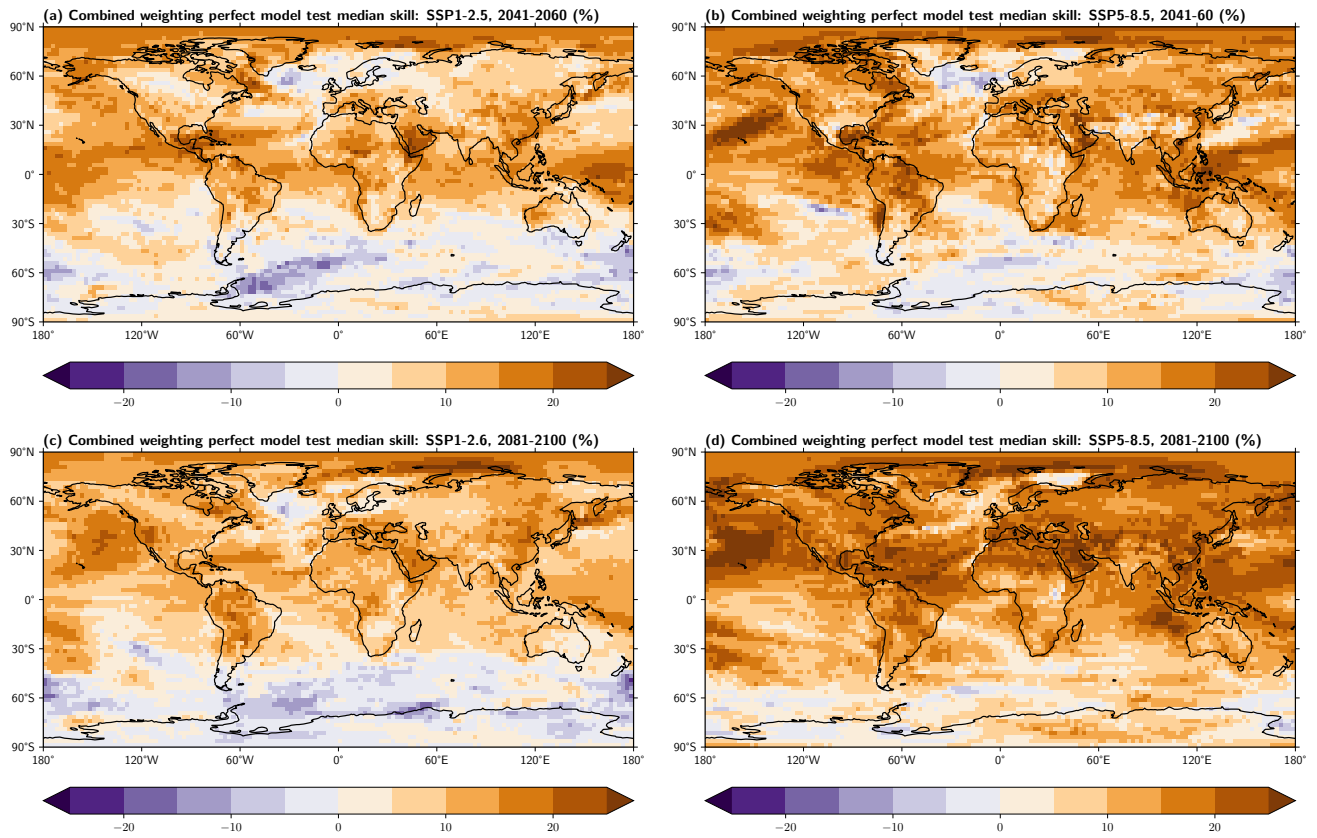 (a) Combined weighting perfect model test median skill: SSP1-2.5, 2041-2060 (%)
90°N
60°N
30°N
0°
30°S
60°S
90°S
180° 120°W 60°W 0° 60°E 120°E 180°
−20 −10 0 10 20
(b) Combined weighting perfect model test median skill: SSP5-8.5, 2041-60 (%)
90°N
60°N
30°N
0°
30°S
60°S
90°S
180° 120°W 60°W 0° 60°E 120°E 180°
−20 −10 0 10 20
(c) Combined weighting perfect model test median skill: SSP1-2.6, 2081-2100 (%)
90°N
60°N
30°N
0°
30°S
60°S
90°S
180° 120°W 60°W 0° 60°E 120°E 180°
−20 −10 0 10 20
(d) Combined weighting perfect model test median skill: SSP5-8.5, 2081-2100 (%)
90°N
60°N
30°N
0°
30°S
60°S
90°S
180° 120°W 60°W 0° 60°E 120°E 180°
−20 −10 0 10 20